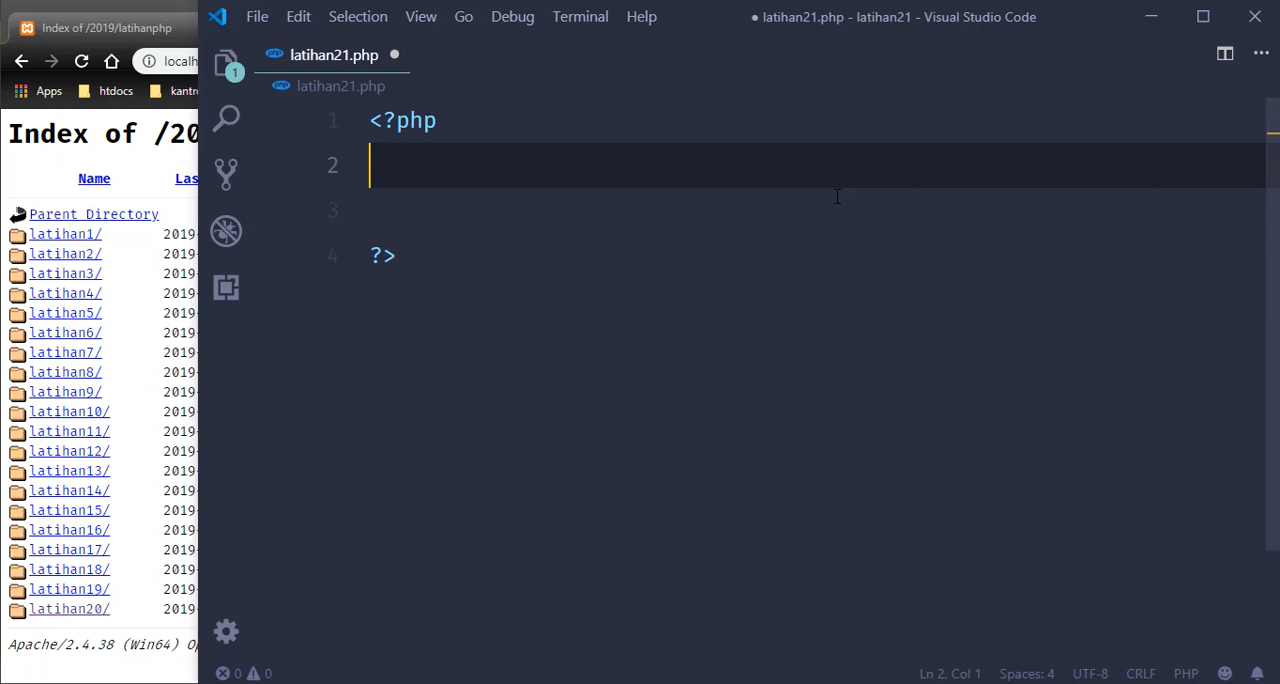 Index of /2019/latihanphp
localh
Apps htdocs kantr
Index of /20
Name Las
Parent Directory
latihan1/ 2019-
latihan2/ 2019-
latihan3/ 2019-
latihan4/ 2019-
latihan5/ 2019-
latihan6/ 2019-
latihan7/ 2019-
latihan8/ 2019-
latihan9/ 2019-
latihan10/ 2019-
latihan11/ 2019-
latihan12/ 2019-
latihan13/ 2019-
latihan14/ 2019-
latihan15/ 2019-
latihan16/ 2019-
latihan17/ 2019-
latihan18/ 2019-
latihan19/ 2019-
latihan20/ 2019-
Apache/2.4.38 (Win64) Op
File Edit Selection View Go Debug Terminal Help ● latihan21.php - latihan21 - Visual Studio Code
php latihan21.php
1
php latihan21.php
1 <?php
2
3
4 ?>
0 0 Ln 2, Col 1 Spaces: 4 UTF-8 CRLF PHP